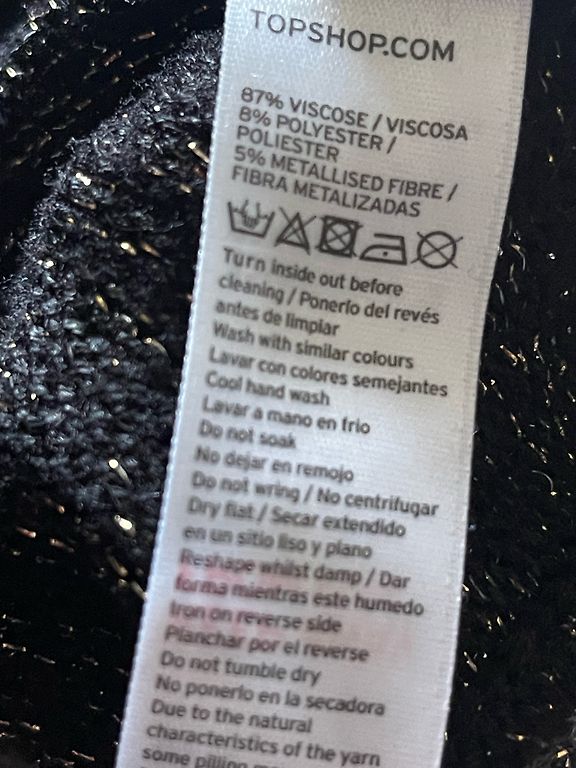 TOPSHOP.COM
87% VISCOSE / VISCOSA
8% POLYESTER /
POLIESTER
5% METALLISED FIBRE /
FIBRA METALIZADAS
Turn inside out before
cleaning / Ponerlo del revés
antes de limpiar
Wash with similar colours
Lavar con colores semejantes
Cool hand wash
Lavar a mano en frio
Do not soak
No dejar en remojo
Do not wring / No centrifugar
Dry flat / Secar extendido
en un sitio liso y plano
Reshape whilst damp / Dar
forma mientras este humedo
Iron on reverse side
Planchar por el reverse
Do not tumble dry
No ponerlo en la secadora
Due to the natural
characteristics of the yarn
some pilling